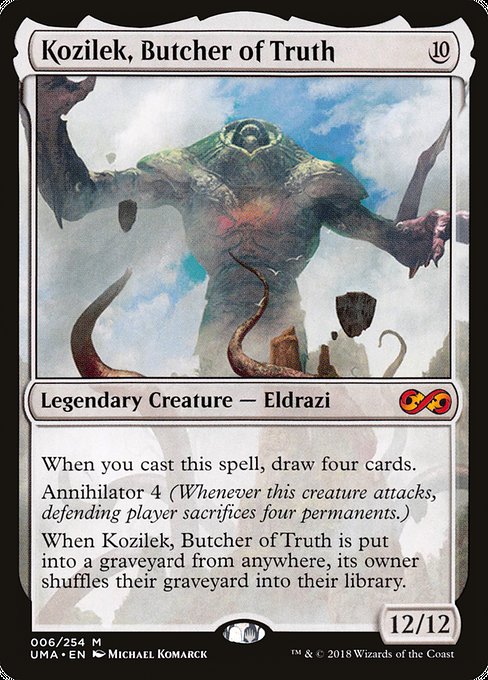 Kozilek, Butcher of Truth 10
Legendary Creature — Eldrazi
When you cast this spell, draw four cards.
Annihilator 4 (Whenever this creature attacks,
defending player sacrifices four permanents.)
When Kozilek, Butcher of Truth is put
into a graveyard from anywhere, its owner
shuffles their graveyard into their library.
12/12
006/254 M
UMA • EN Michael Komarck
™ & © 2018 Wizards of the Coast